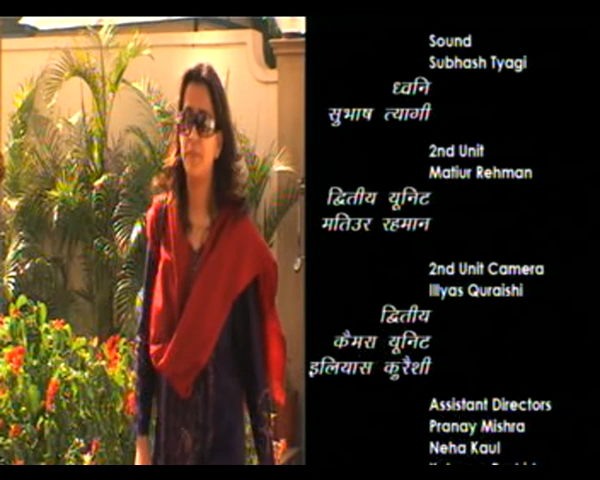 Sound
Subhash Tyagi
ध्वनि
सुभाष त्यागी
2nd Unit
Matiur Rehman
द्वितीय यूनिट
मतिउर रहमान
2nd Unit Camera
Illyas Quraishi
द्वितीय
कैमरा यूनिट
इलियास कुरैशी
Assistant Directors
Pranay Mishra
Neha Kaul